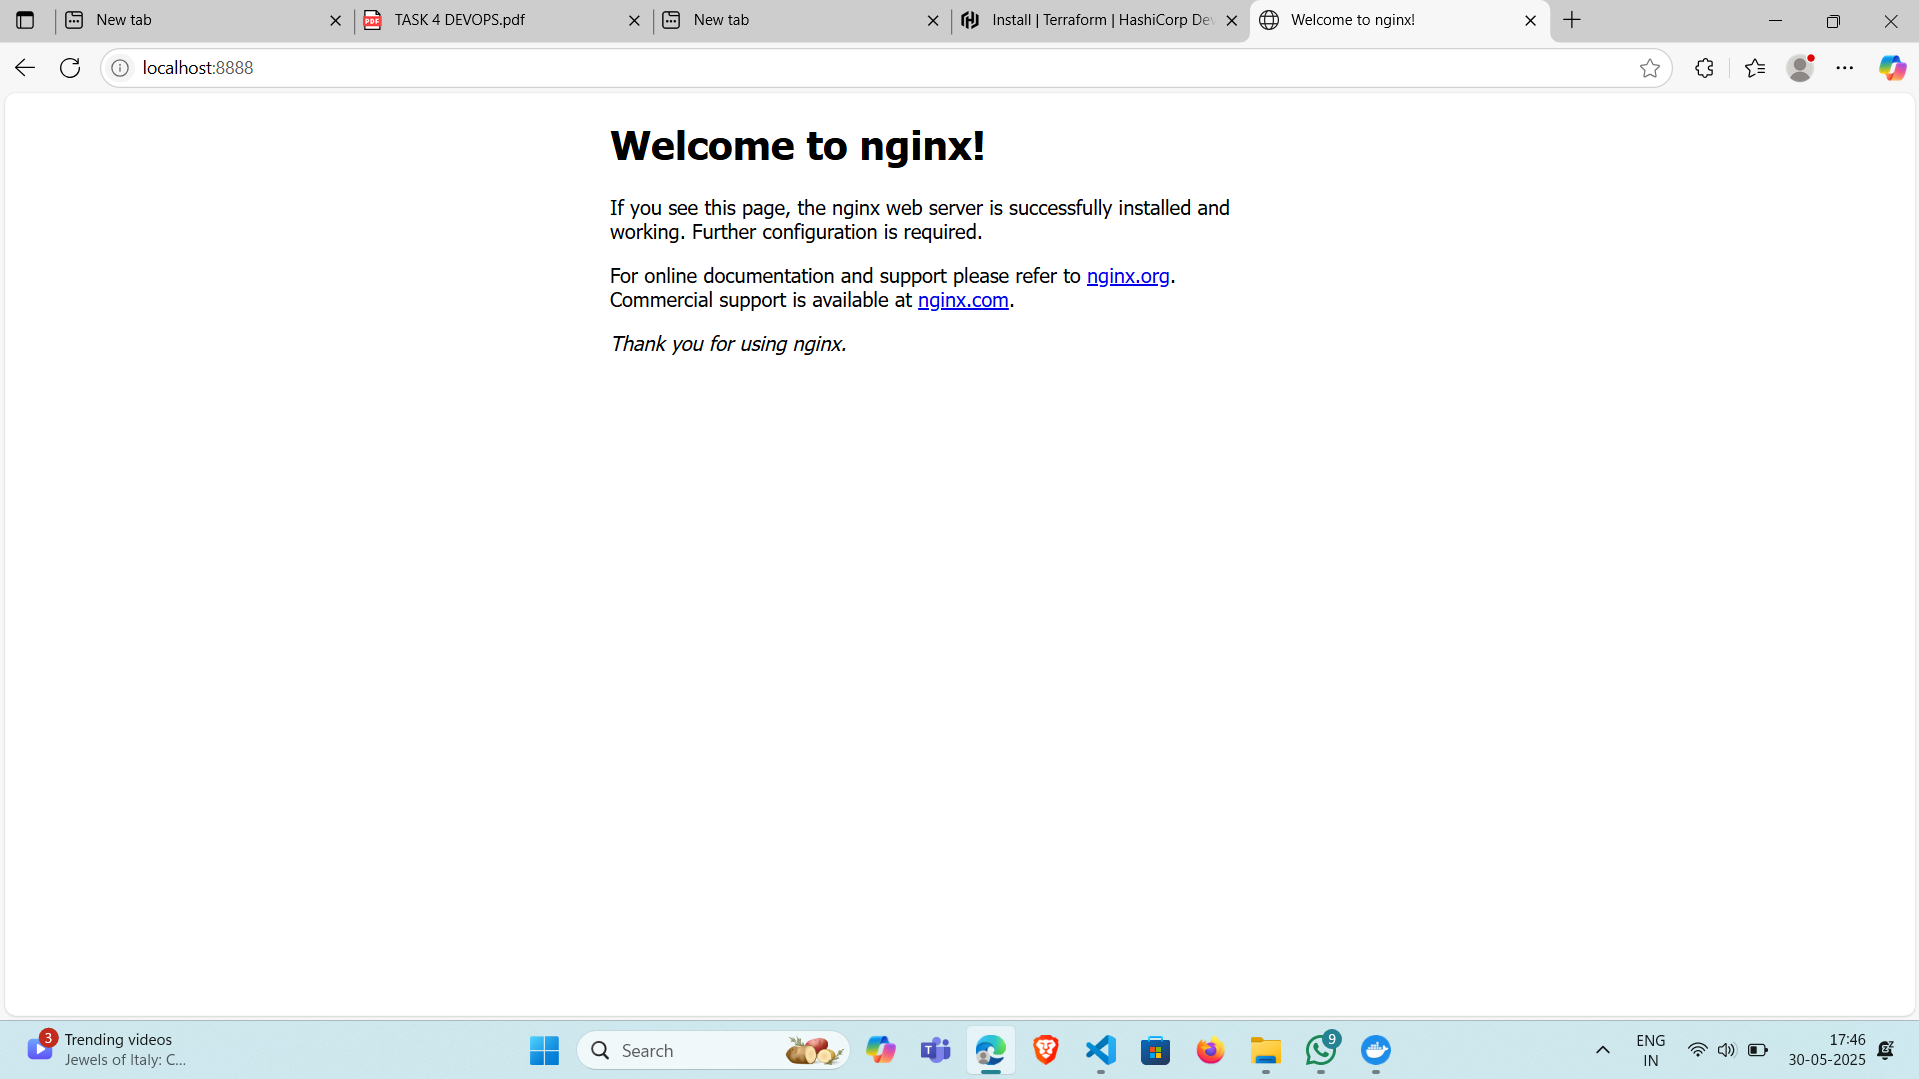 New tab
TASK 4 DEVOPS.pdf
New tab
Install | Terraform | HashiCorp Dev
Welcome to nginx!
localhost:8888
Welcome to nginx!
If you see this page, the nginx web server is successfully installed and
working. Further configuration is required.
For online documentation and support please refer to nginx.org.
Commercial support is available at nginx.com.
Thank you for using nginx.
3
Trending videos
Jewels of Italy: C...
Search
9
ENG
IN
17:46
30-05-2025